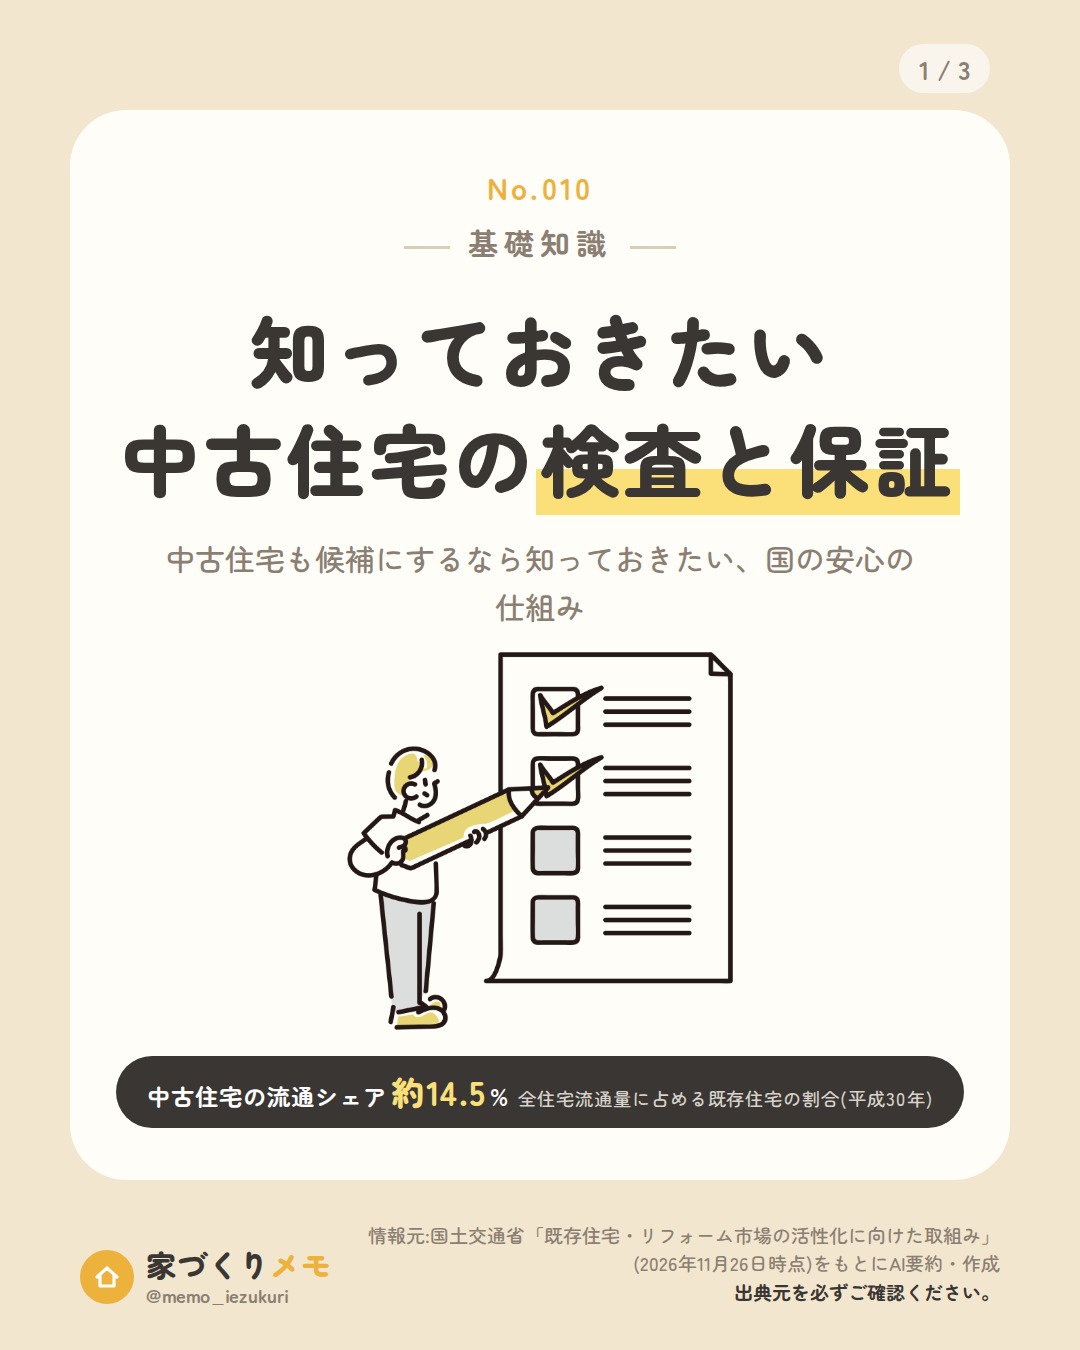 1 / 3
No.010
基礎知識
知っておきたい
中古住宅の検査と保証
中古住宅も候補にするなら知っておきたい、国の安心の
仕組み
中古住宅の流通シェア 約14.5% 全住宅流通量に占める既存住宅の割合(平成30年)
情報元:国土交通省「既存住宅・リフォーム市場の活性化に向けた取組み」
(2026年11月26日時点)をもとにAI要約・作成
出典元を必ずご確認ください。
家づくりメモ
@memo_iezukuri